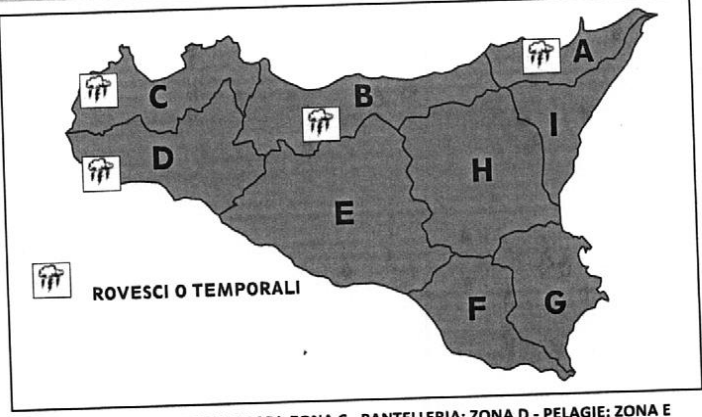 A
C
B
I
D
H
E
ROVESCI O TEMPORALI
F
G
ZONA C - PANTELLERIA: ZONA D - PELAGIE: ZONA E